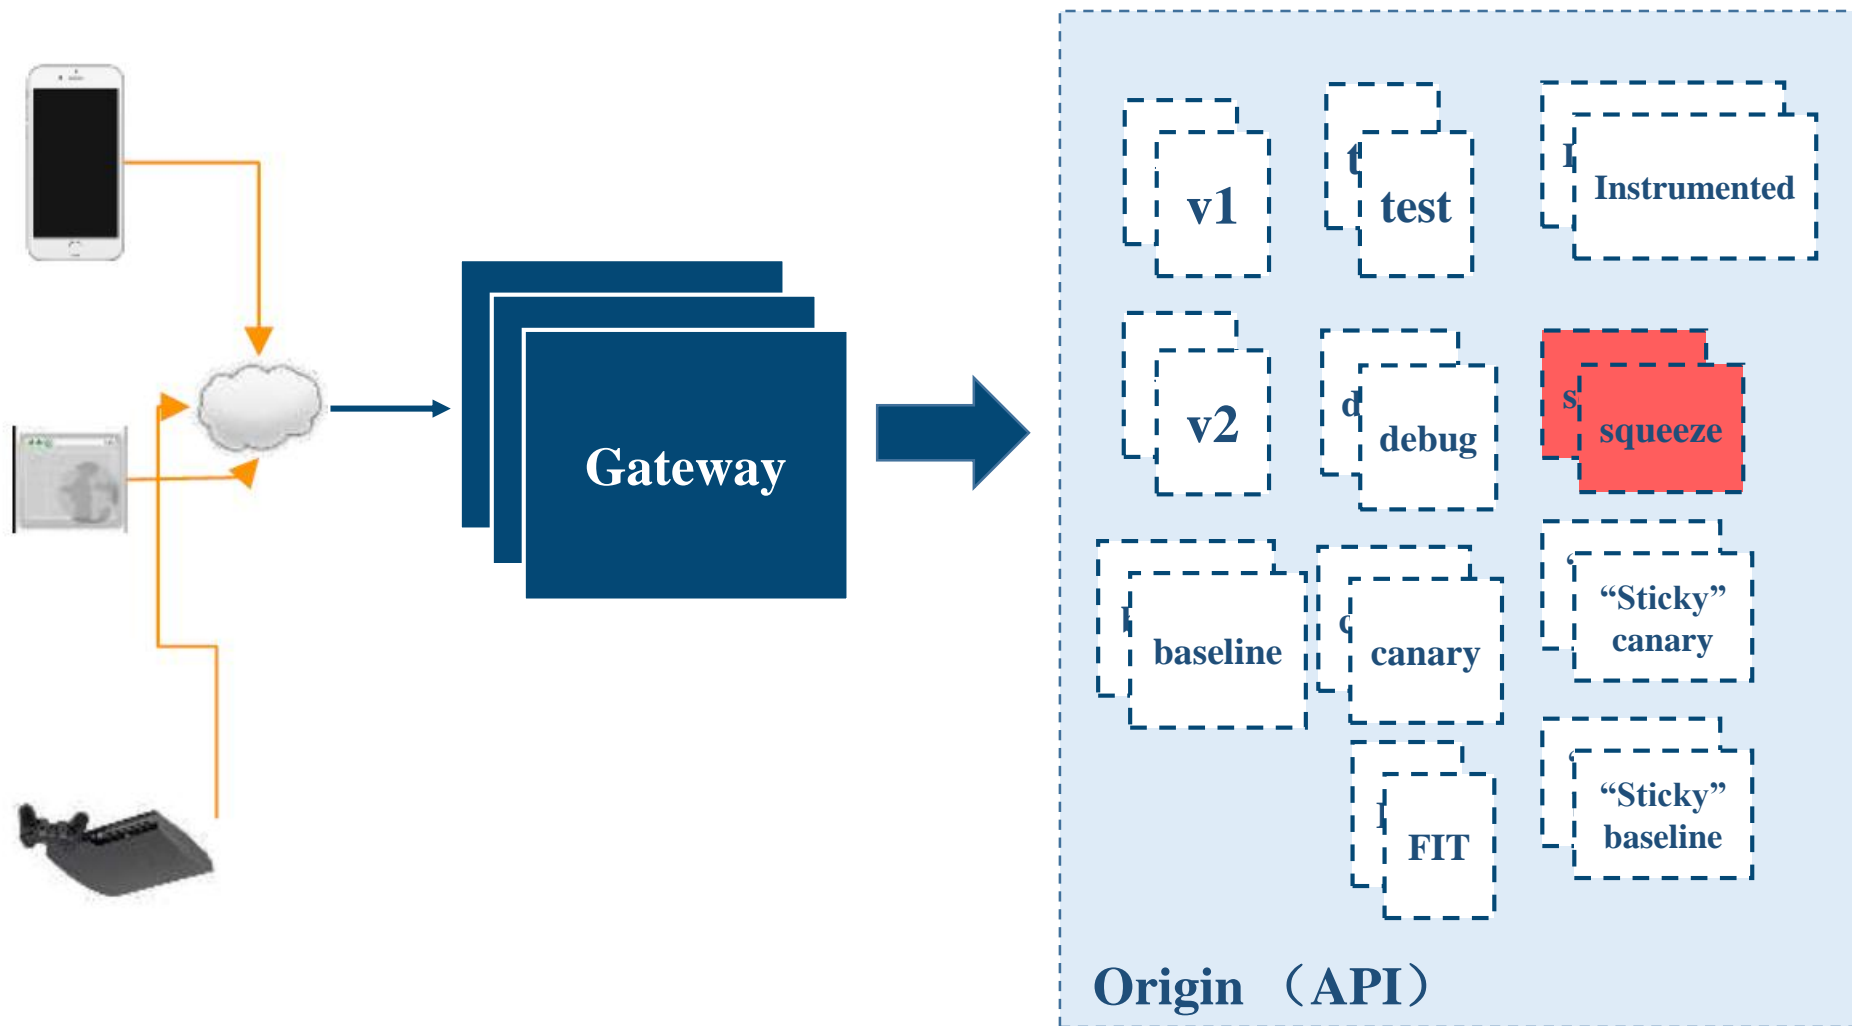 v1
test
Instrumented
v2
debug
squeeze
Gateway
baseline
canary
“Sticky”
canary
FIT
“Sticky”
baseline
Origin （API）